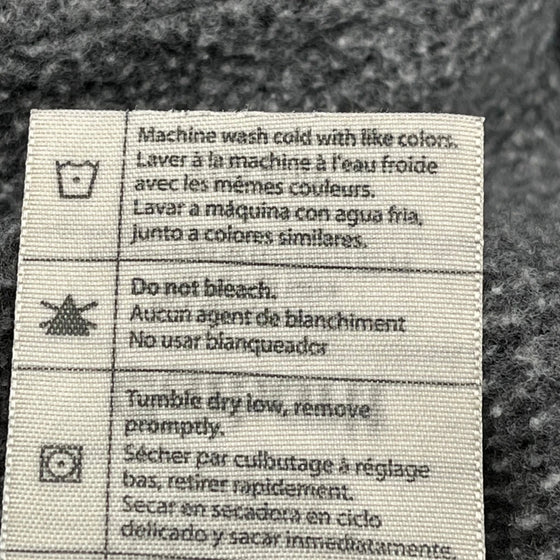 Machine wash cold with like colors.
Laver à la machine à l'eau froide
avec les mêmes couleurs.
Lavar a máquina con agua fria,
junto a colores similares.
Do not bleach.
Aucun agent de blanchiment
No usar blanqueador
Tumble dry low, remove
promptly.
Sécher par culbutage à réglage
bas, retirer rapidement.
Secar en secadora en ciclo
delicado y sacar inmediatamente.